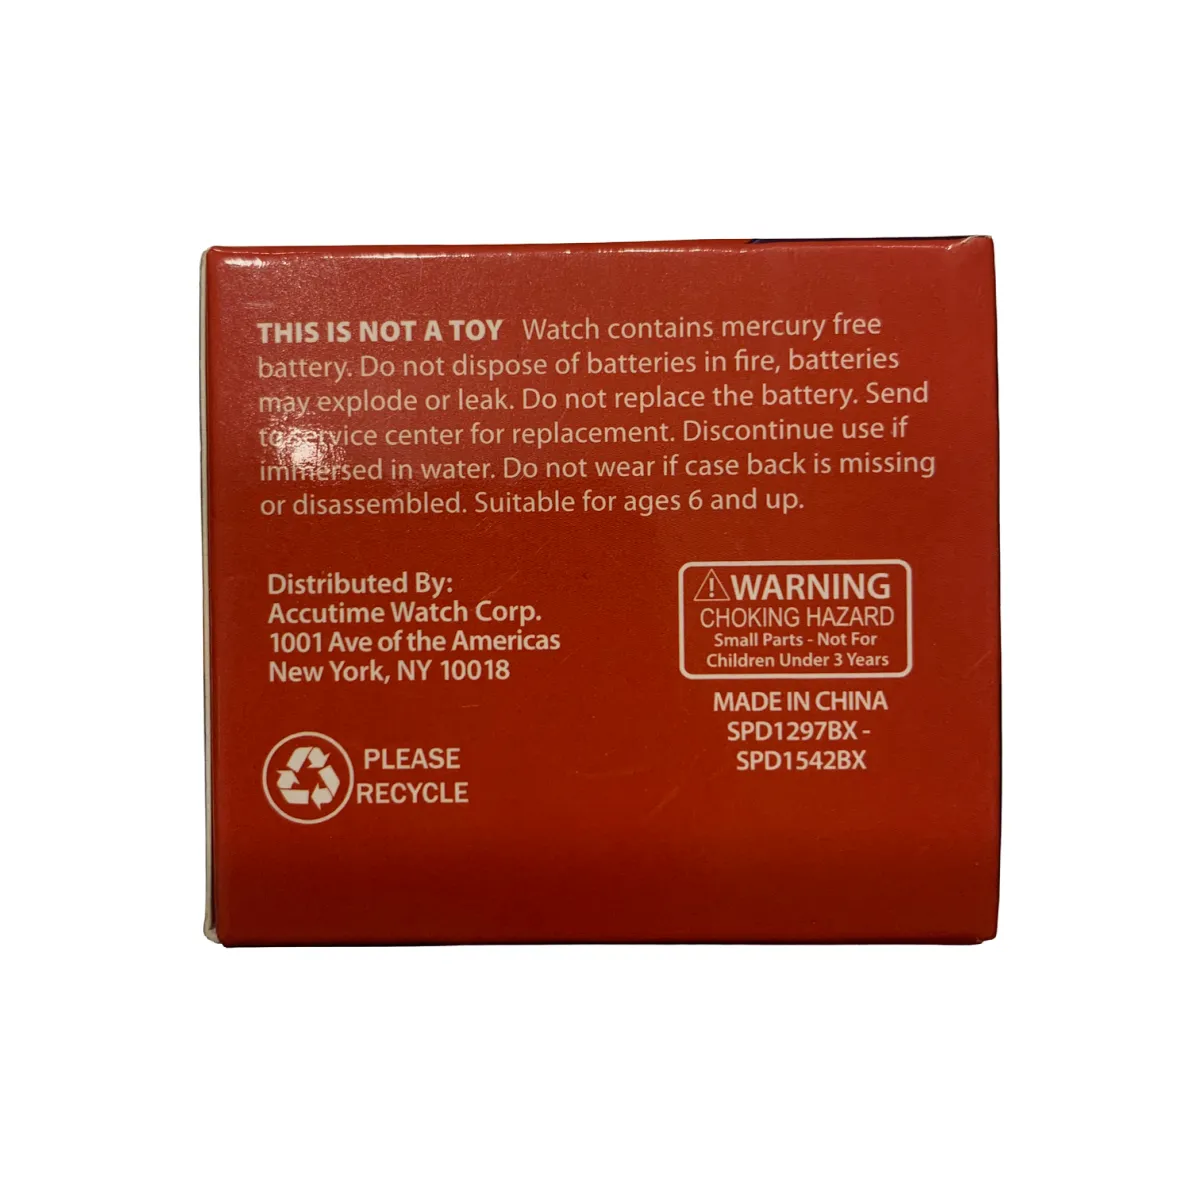 THIS IS NOT A TOY Watch contains mercury free
battery. Do not dispose of batteries in fire, batteries
may explode or leak. Do not replace the battery. Send
to service center for replacement. Discontinue use if
immersed in water. Do not wear if case back is missing
or disassembled. Suitable for ages 6 and up.
Distributed By:
Accutime Watch Corp.
1001 Ave of the Americas
New York, NY 10018
PLEASE
RECYCLE
WARNING
CHOKING HAZARD
Small Parts - Not For
Children Under 3 Years
MADE IN CHINA
SPD1297BX -
SPD1542BX